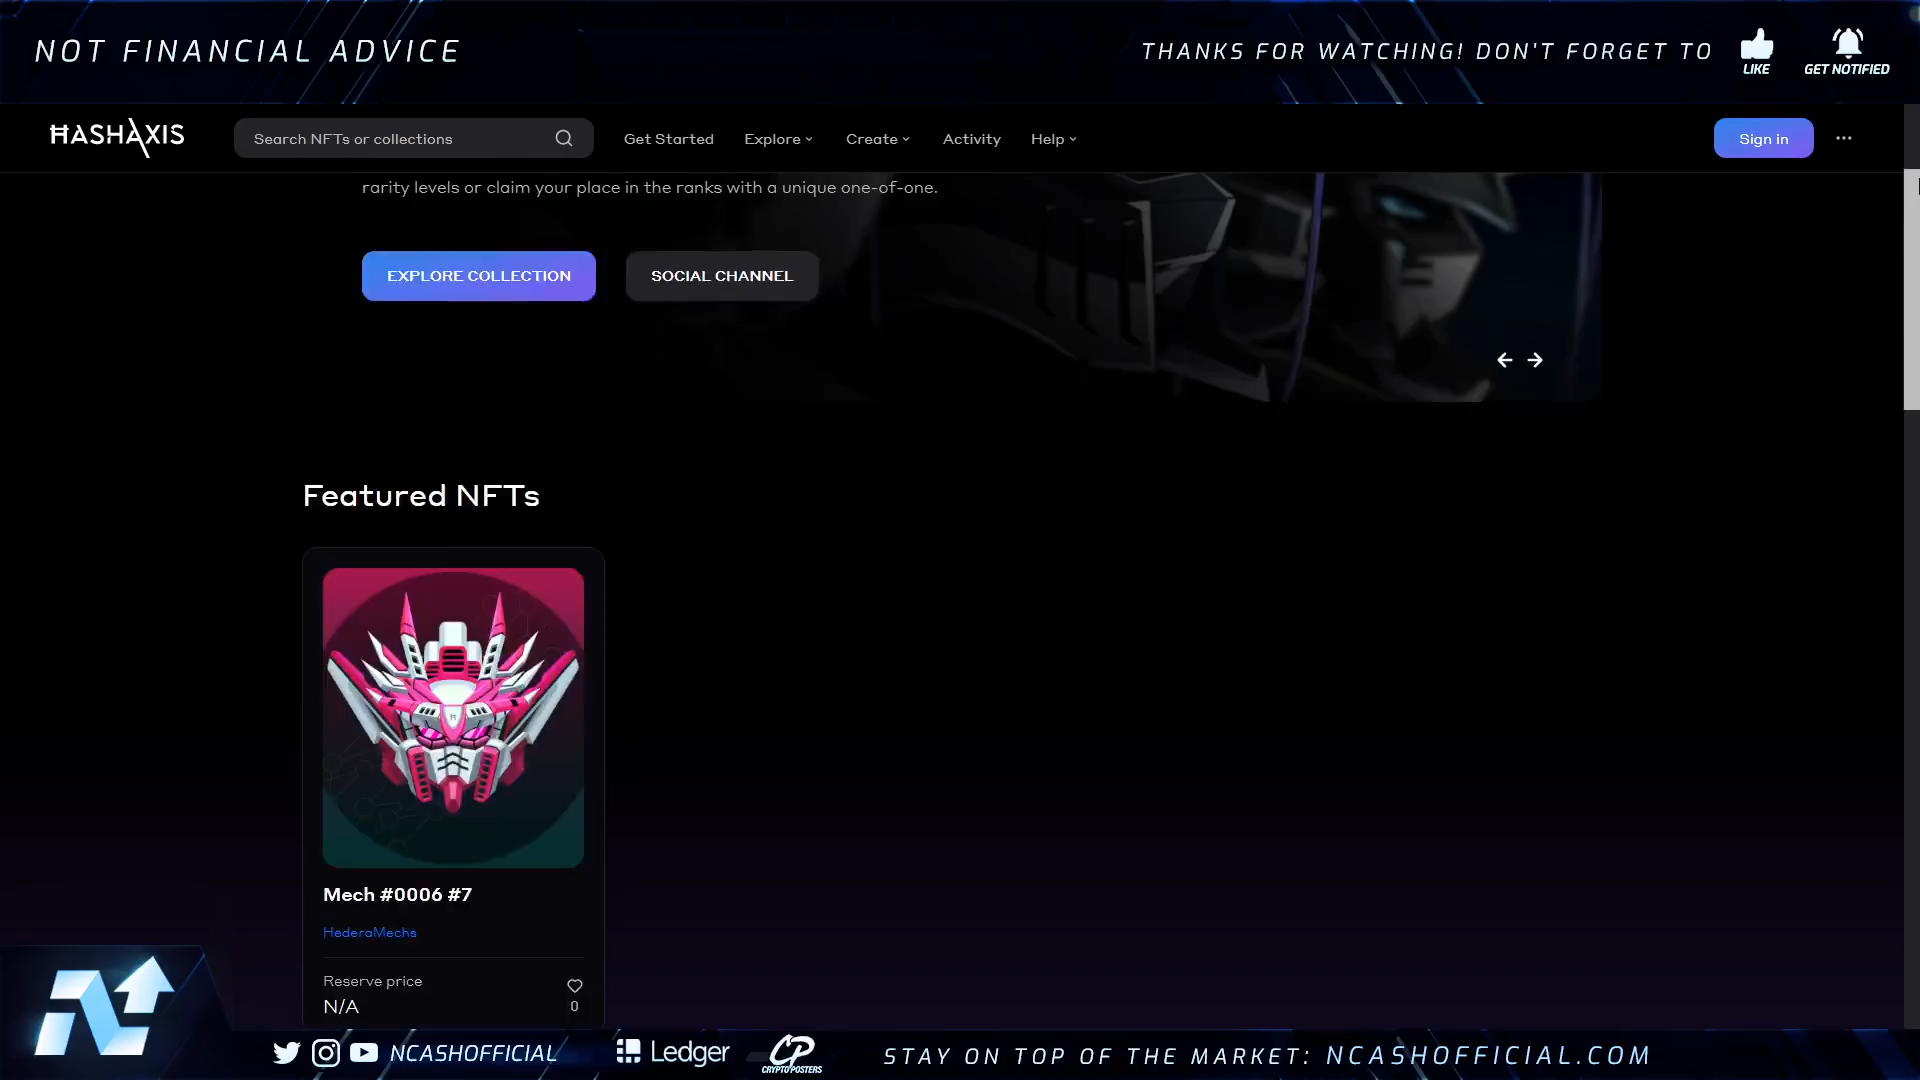 NOT FINANCIAL ADVICE
THANKS FOR WATCHING! DON'T FORGET TO
LIKE
GET NOTIFIED
HASHAXIS
Search NFTs or collections
Get Started
Explore
Create
Activity
Help
Sign in
rarity levels or claim your place in the ranks with a unique one-of-one.
EXPLORE COLLECTION
SOCIAL CHANNEL
Featured NFTs
Mech #0006 #7
HederaMechs
Reserve price
N/A
0
NCASHOFFICIAL
Ledger
CP
CRYPTOPOSTERS
STAY ON TOP OF THE MARKET: NCASHOFFICIAL.COM